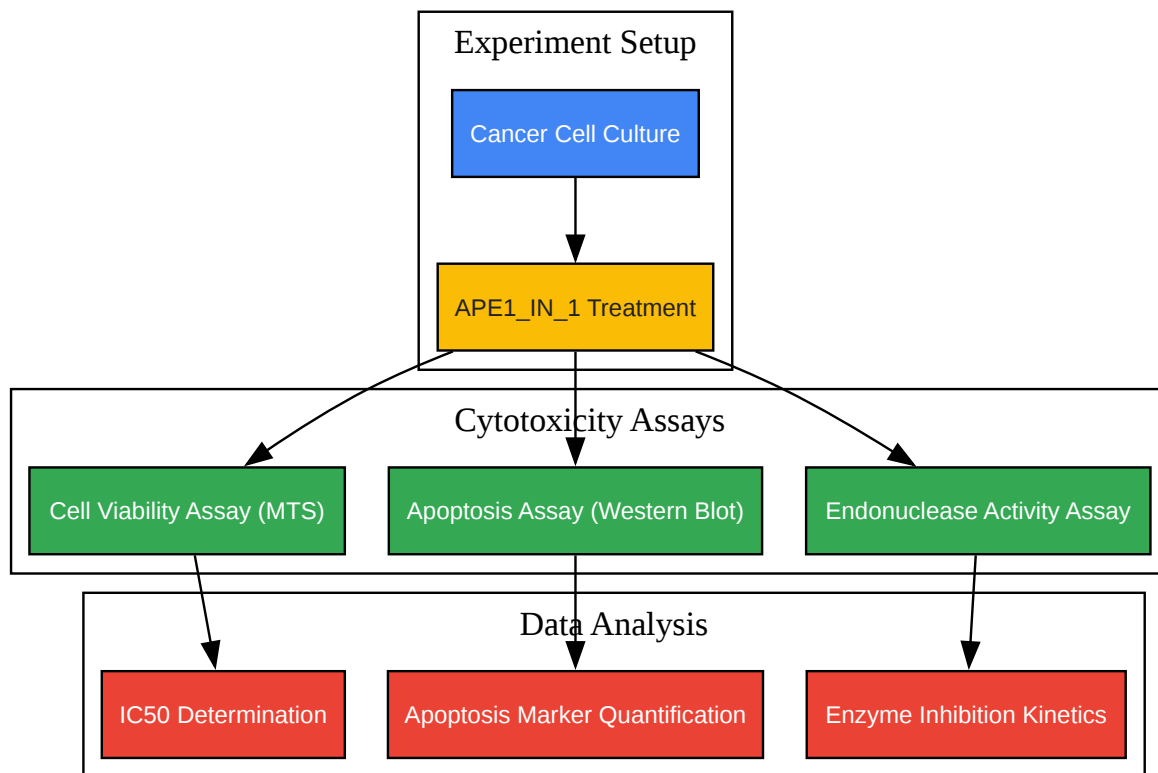 Experiment Setup
Cancer Cell Culture
APE1_IN_1 Treatment
Cytotoxicity Assays
Cell Viability Assay (MTS)
Apoptosis Assay (Western Blot)
Endonuclease Activity Assay
Data Analysis
IC50 Determination
Apoptosis Marker Quantification
Enzyme Inhibition Kinetics